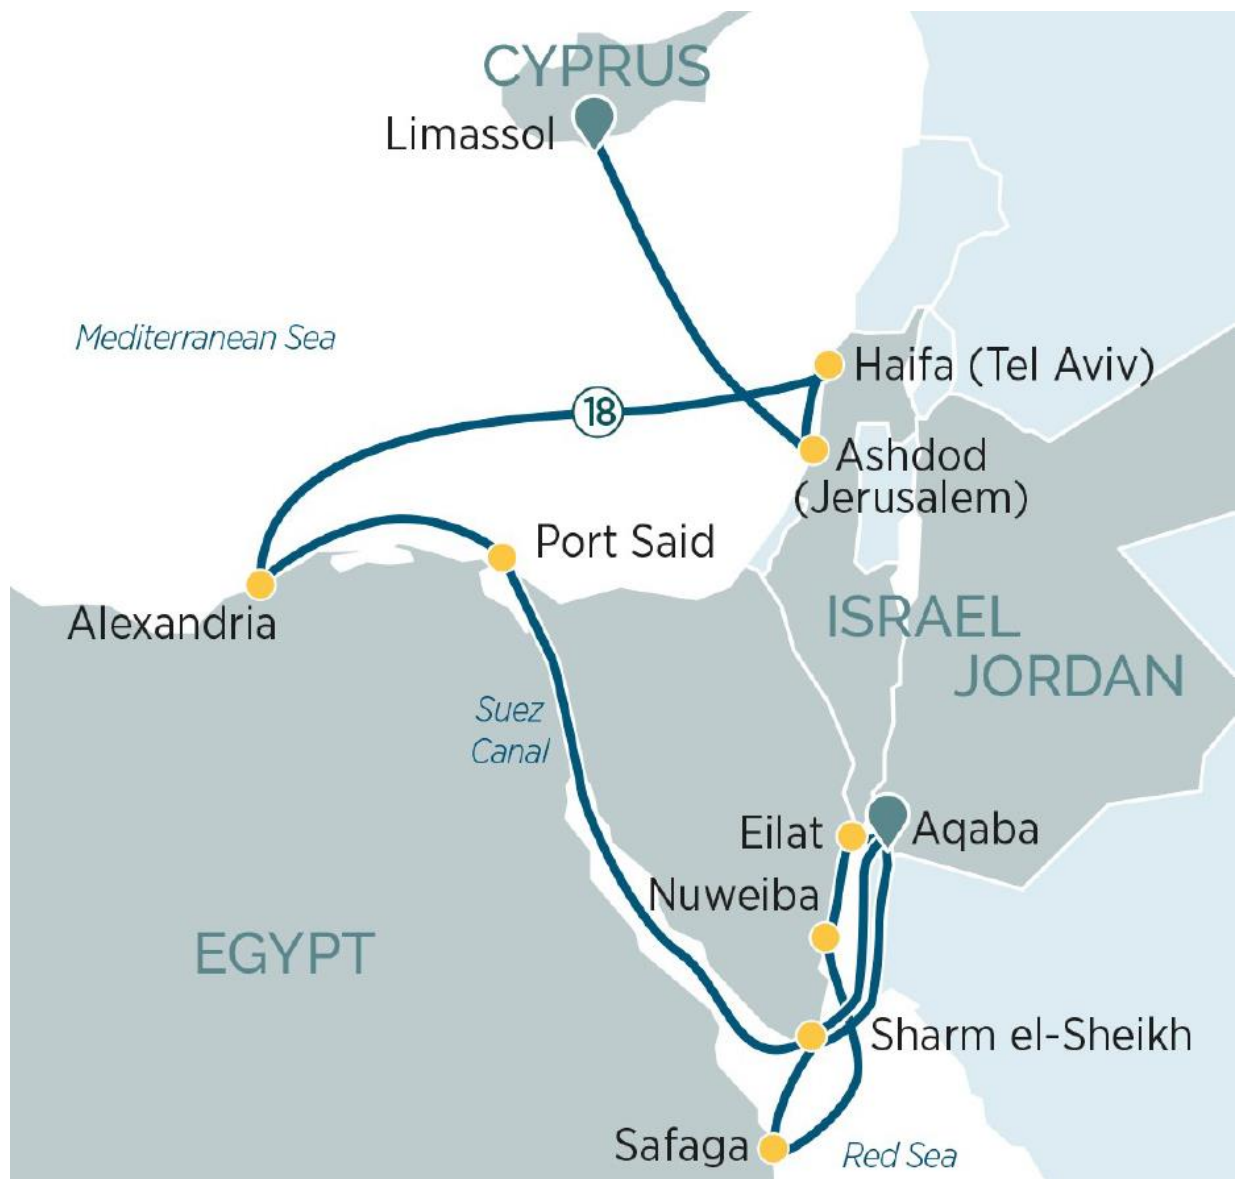 CYPRUS
Limassol
Mediterranean Sea
Haifa (Tel Aviv)
18
Ashdod
(Jerusalem)
Port Said
Alexandria
ISRAEL
JORDAN
Suez
Canal
Eilat
Aqaba
Nuweiba
EGYPT
Sharm el-Sheikh
Safaga
Red Sea